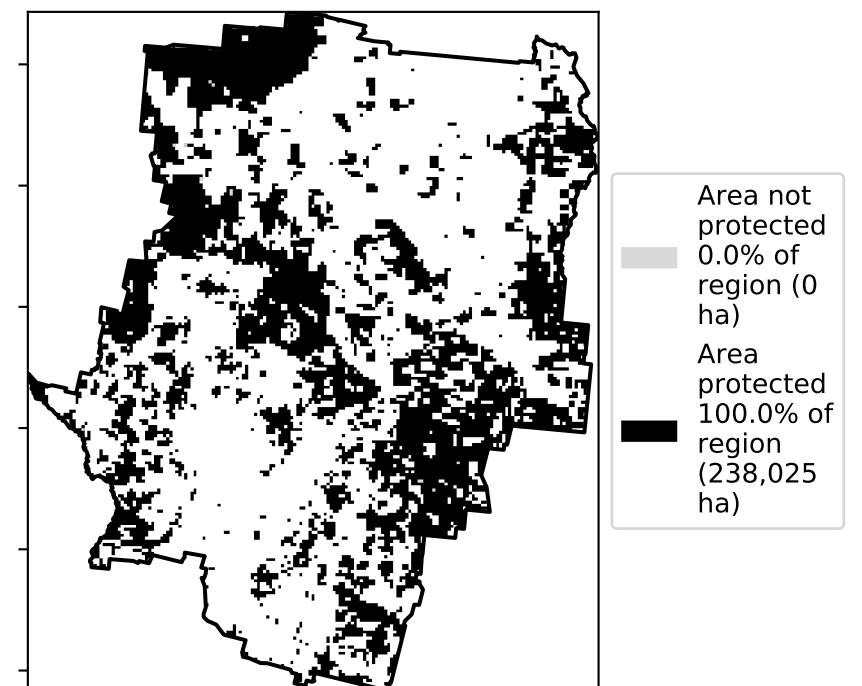 Area not
protected
0.0% of
region (0
ha)
Area
protected
100.0% of
region
(238,025
ha)